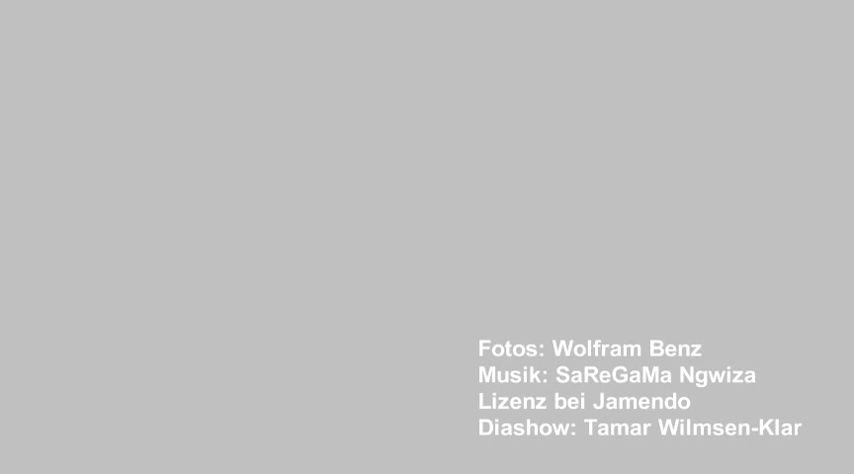 Fotos: Wolfram Benz
Musik: SaReGaMa Ngwiza
Lizenz bei Jamendo
Diashow: Tamar Wilmsen-Klar